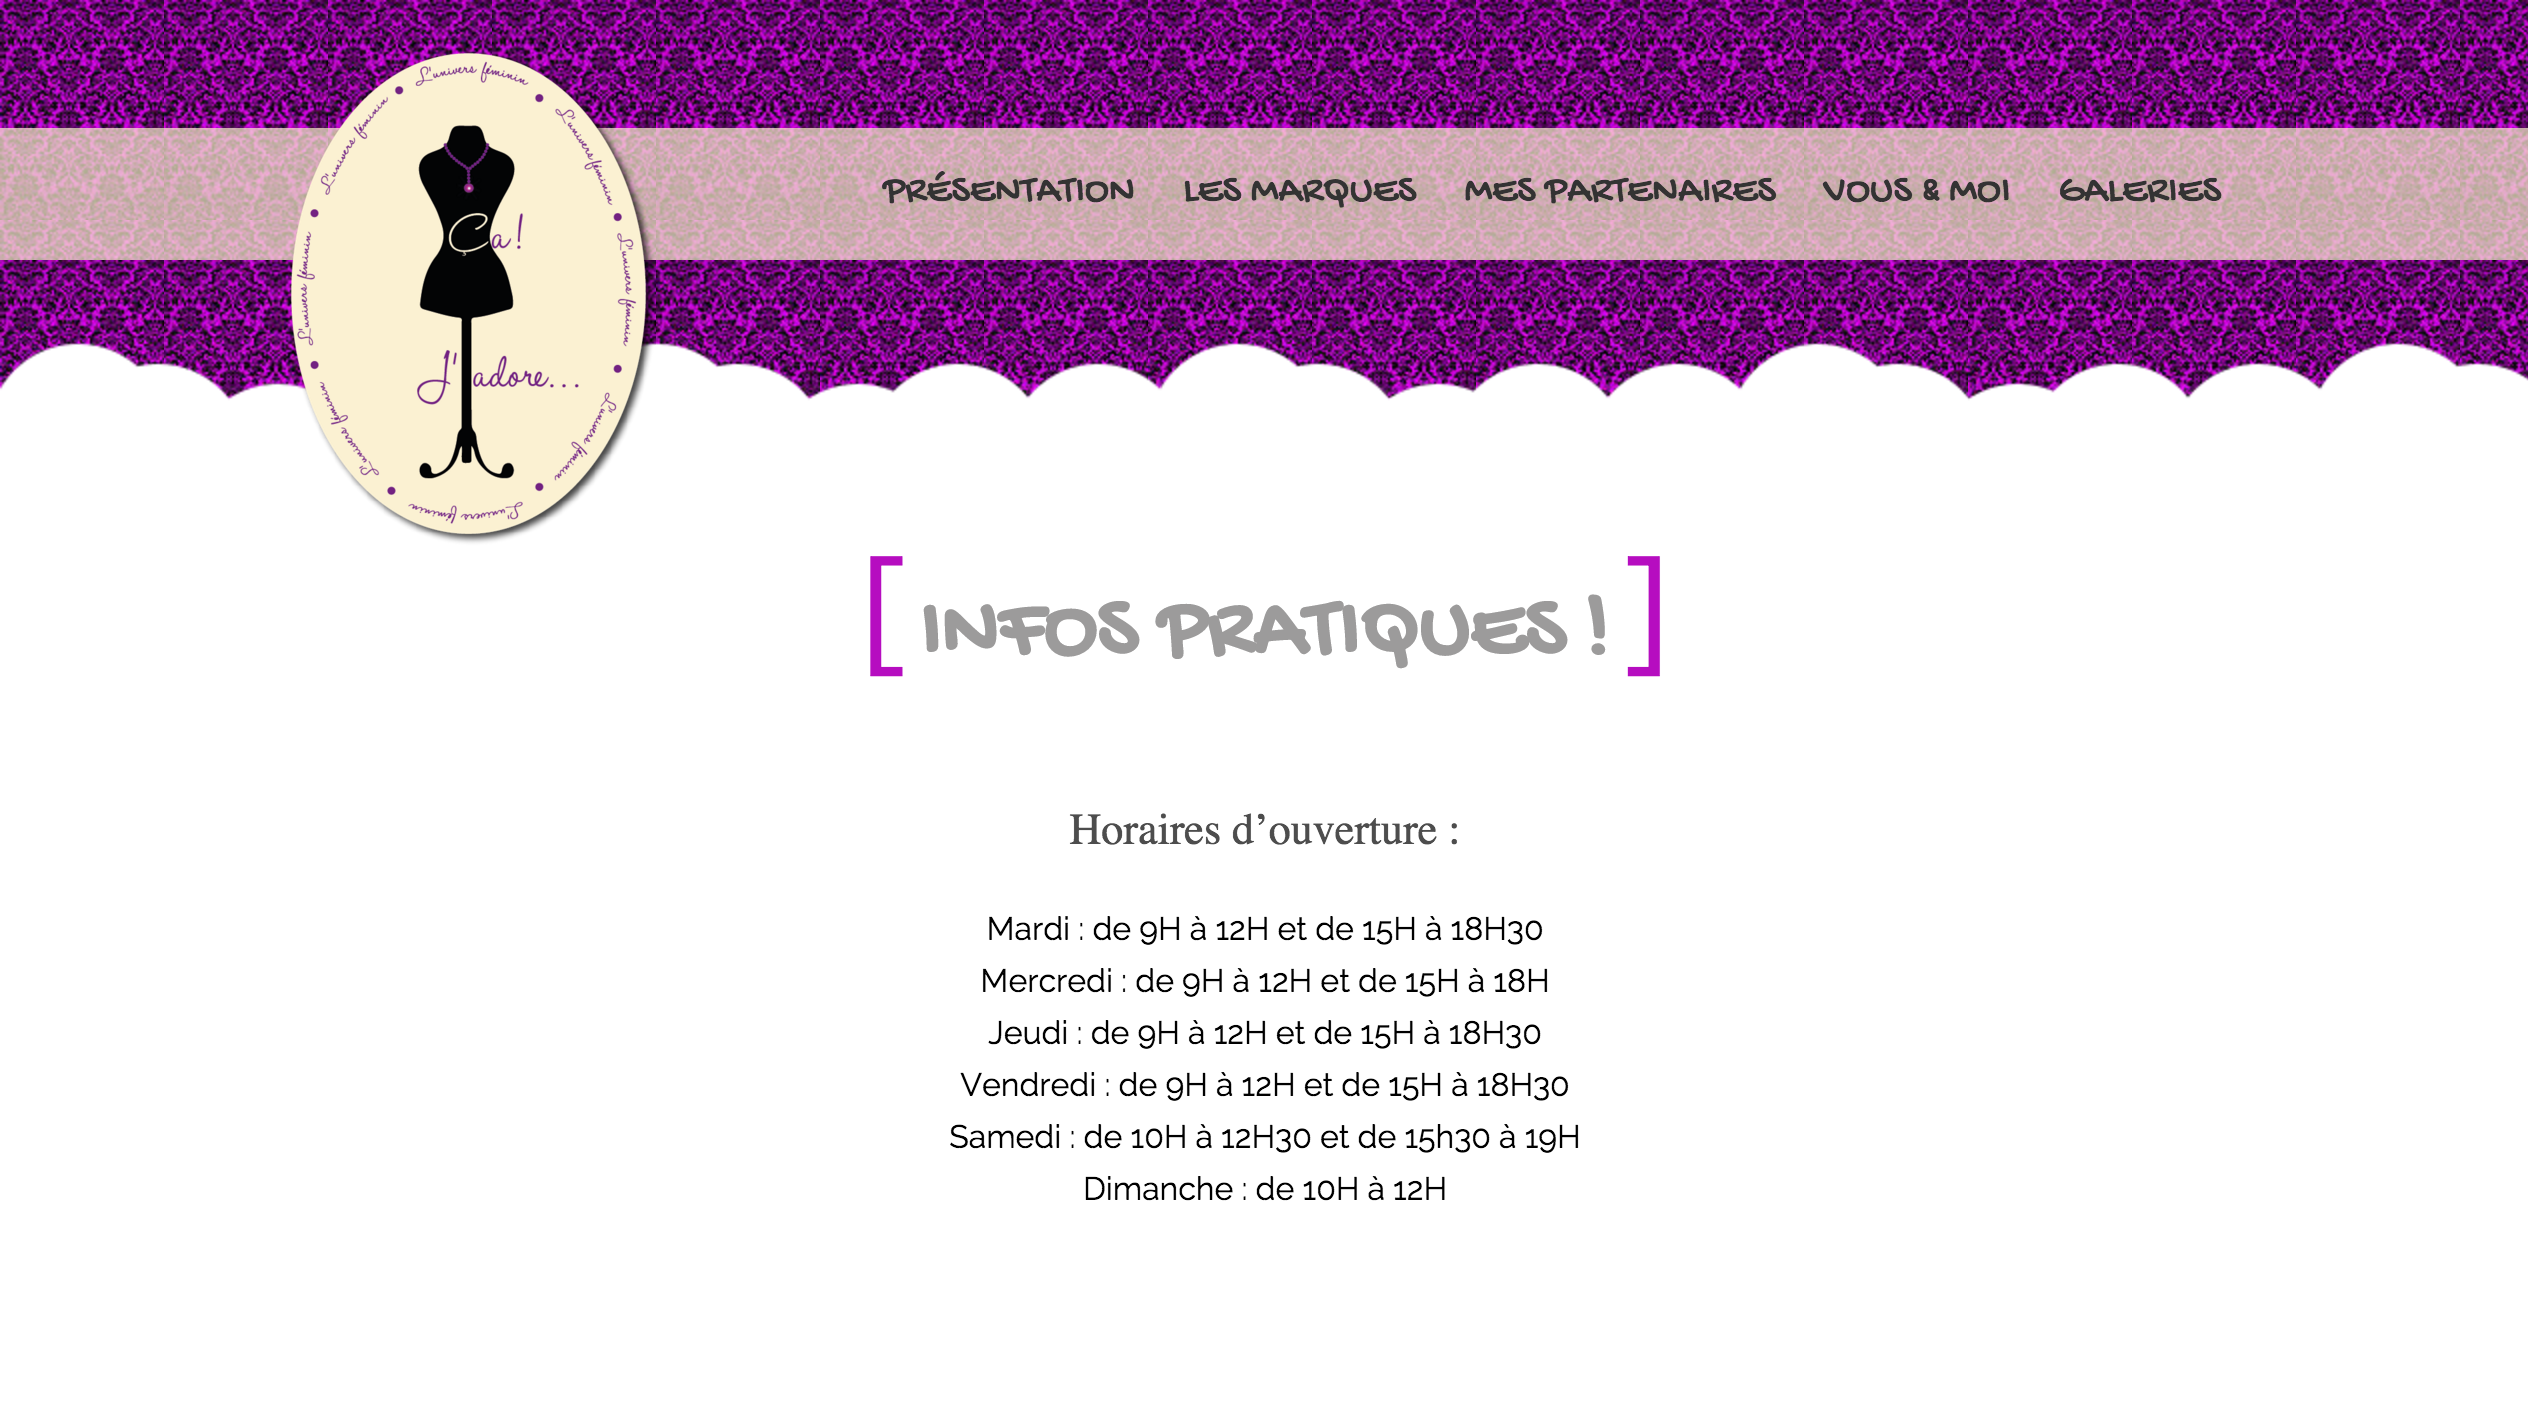 L'univers féminin
L'univers féminin
L'univers féminin
L'univers féminin
L'univers féminin
L'univers féminin
L'univers féminin
L'univers féminin
Ça !
J'adore...
PRÉSENTATION LES MARQUES MES PARTENAIRES VOUS & MOI GALERIES
[ INFOS PRATIQUES ! ]
Horaires d’ouverture :
Mardi : de 9H à 12H et de 15H à 18H30
Mercredi : de 9H à 12H et de 15H à 18H
Jeudi : de 9H à 12H et de 15H à 18H30
Vendredi : de 9H à 12H et de 15H à 18H30
Samedi : de 10H à 12H30 et de 15h30 à 19H
Dimanche : de 10H à 12H